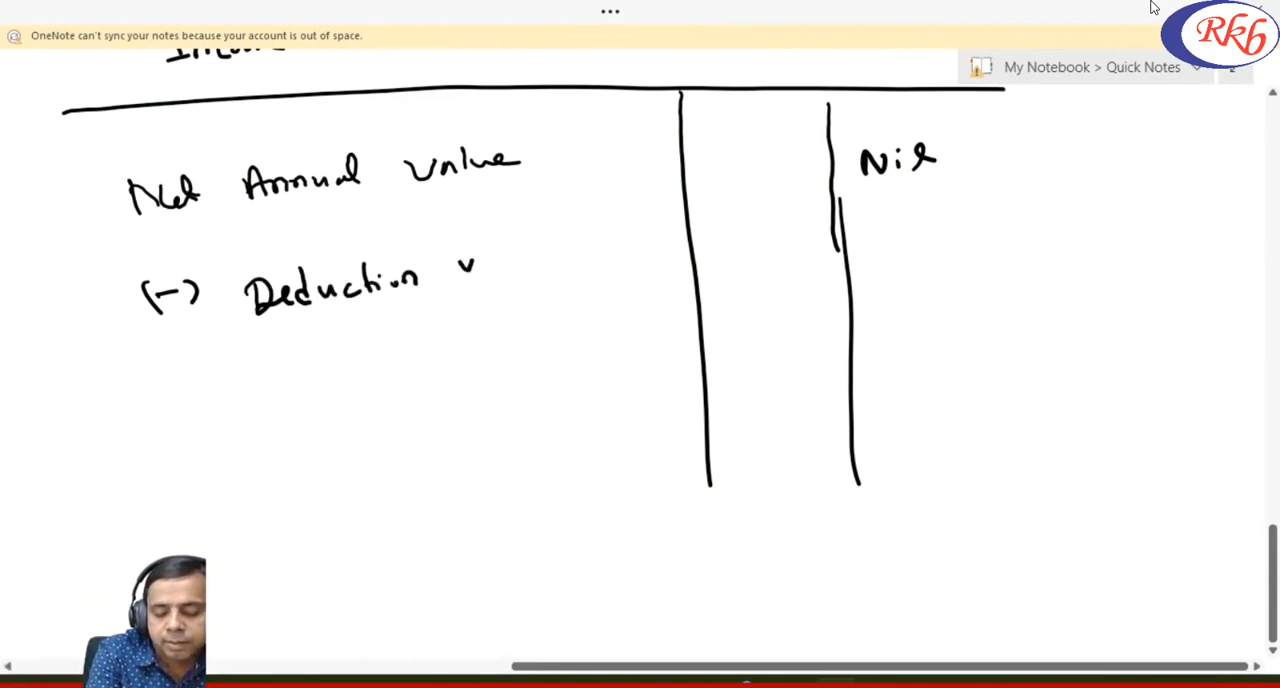 OneNote can't sync your notes because your account is out of space.
Rkb
My Notebook > Quick Notes
Net Annual Value
Nil
(-) Deduction